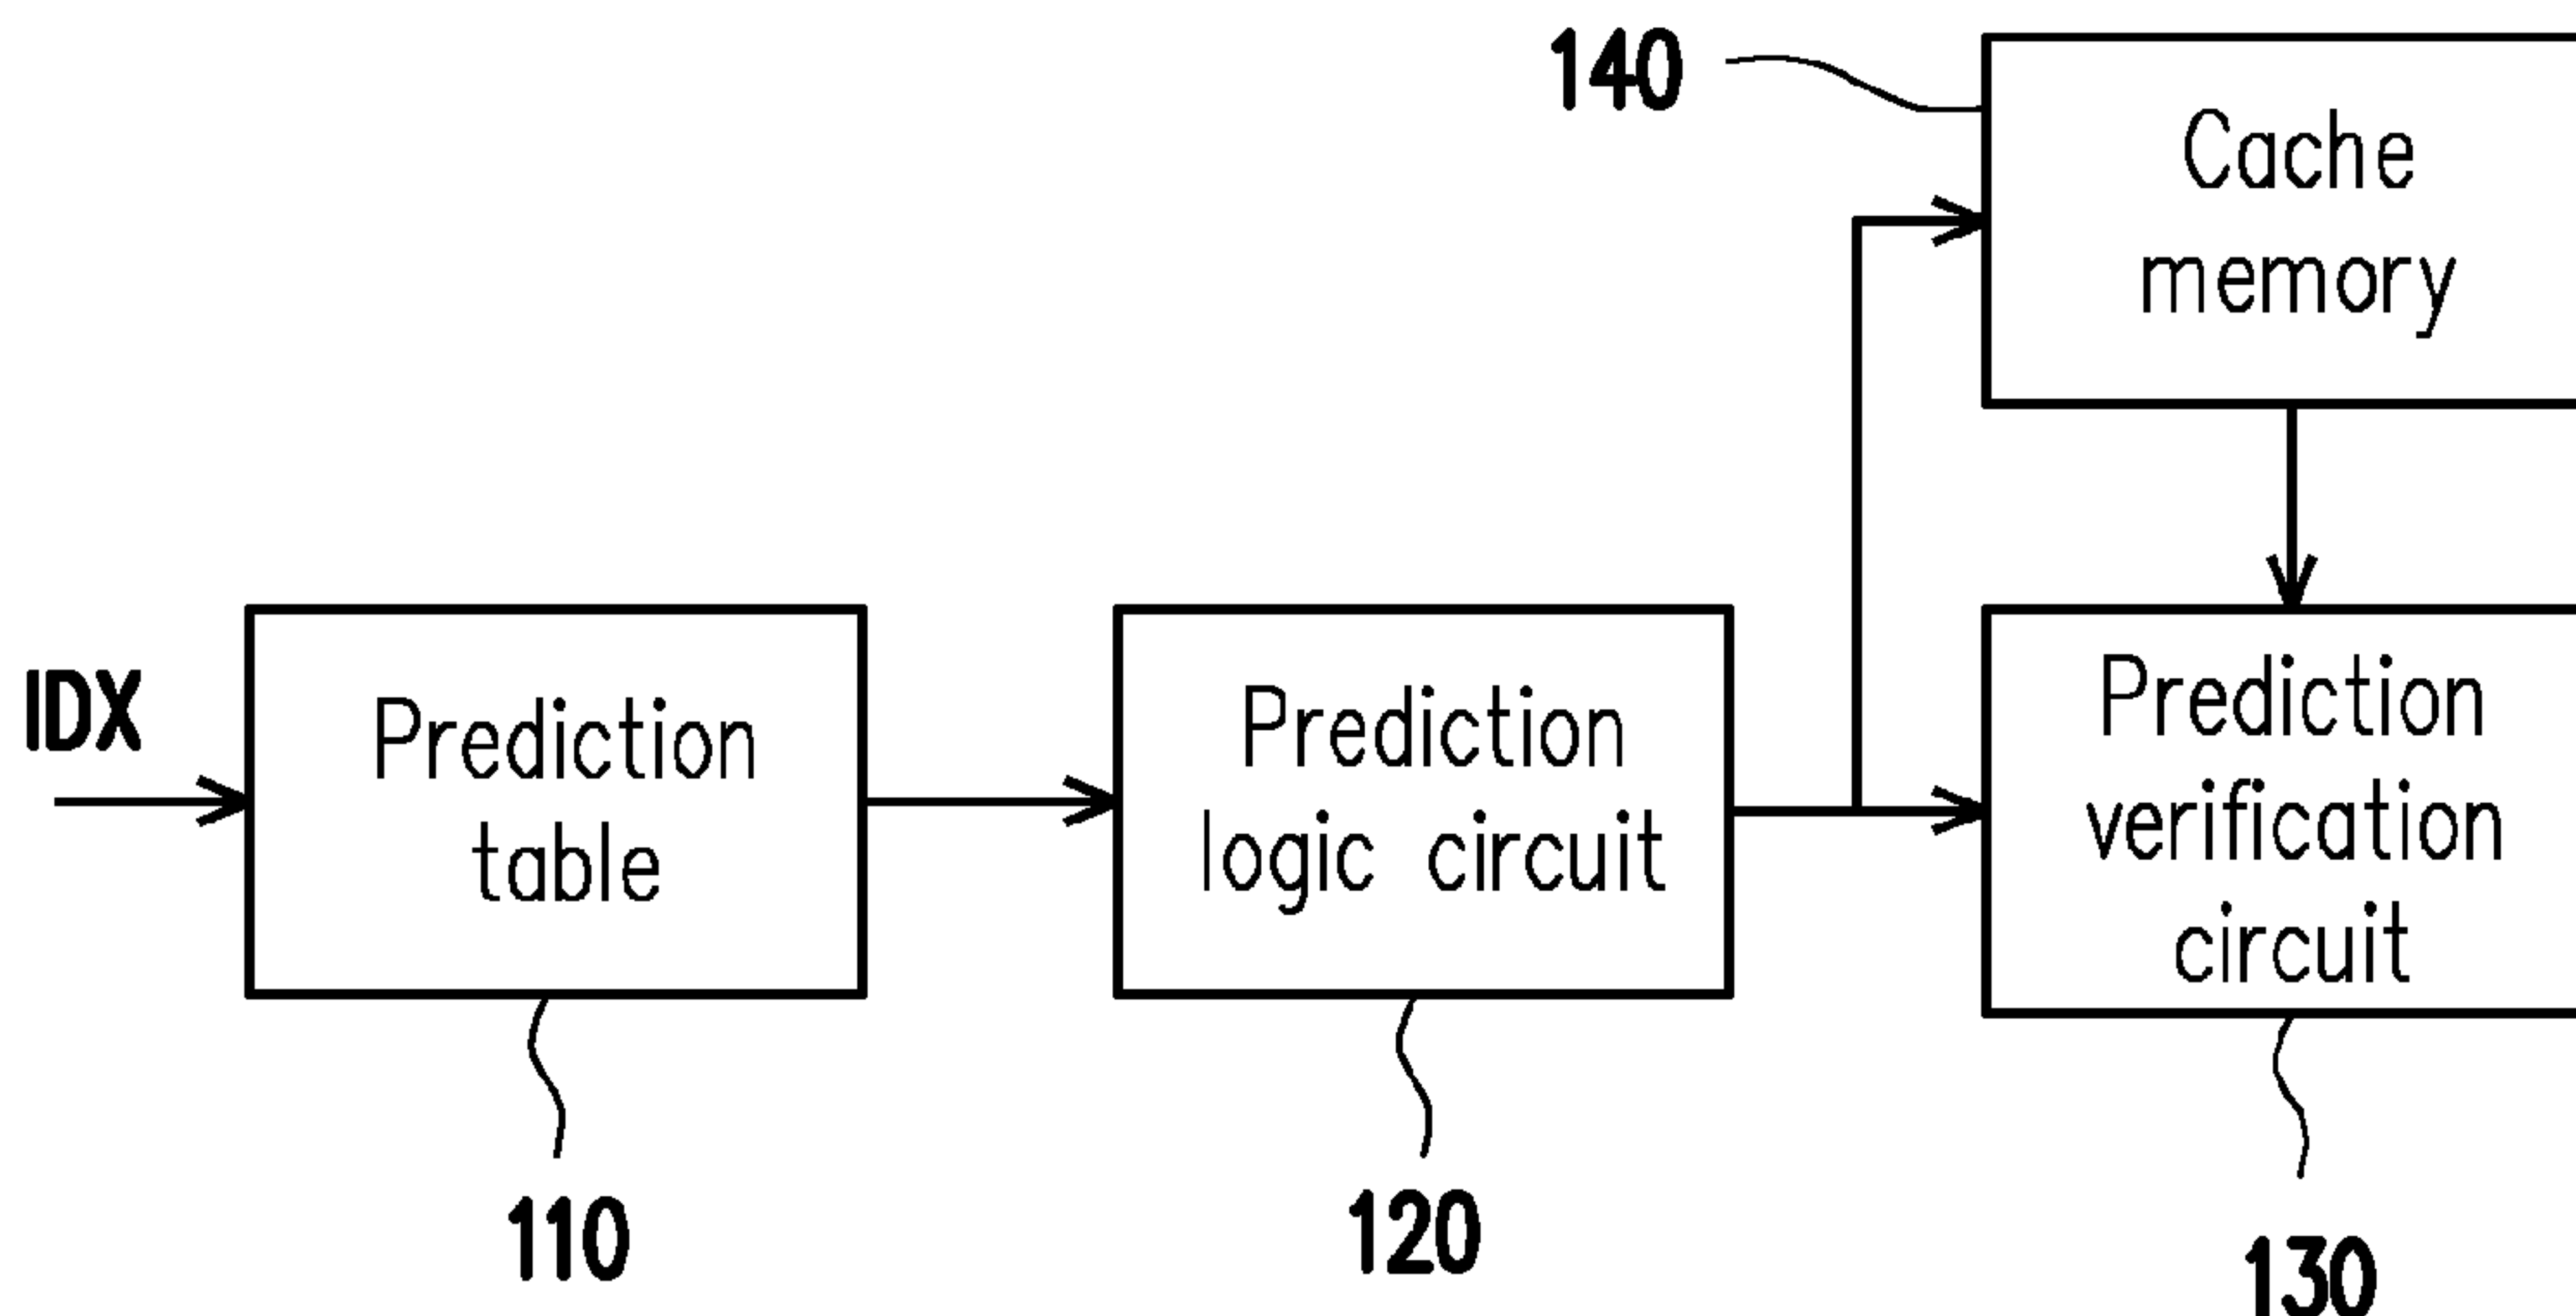 140
Cache
memory
IDX
Prediction
table
Prediction
logic circuit
Prediction
verification
circuit
110
120
130